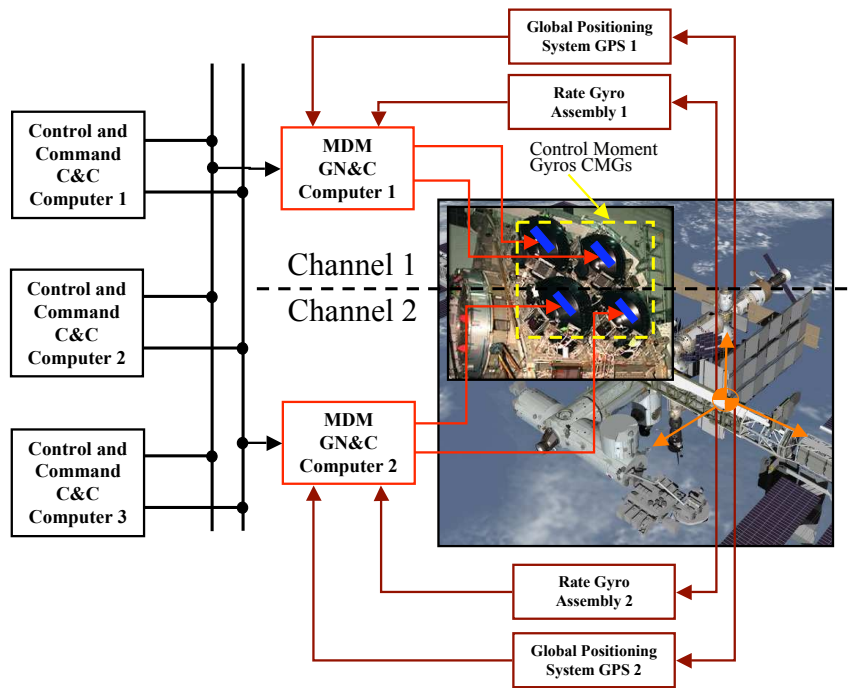 Global Positioning
System GPS 1
Rate Gyro
Assembly 1
Control and
Command
C&C
Computer 1
MDM
GN&C
Computer 1
Control Moment
Gyros CMGs
Channel 1
Channel 2
Control and
Command
C&C
Computer 2
MDM
GN&C
Computer 2
Control and
Command
C&C
Computer 3
Rate Gyro
Assembly 2
Global Positioning
System GPS 2